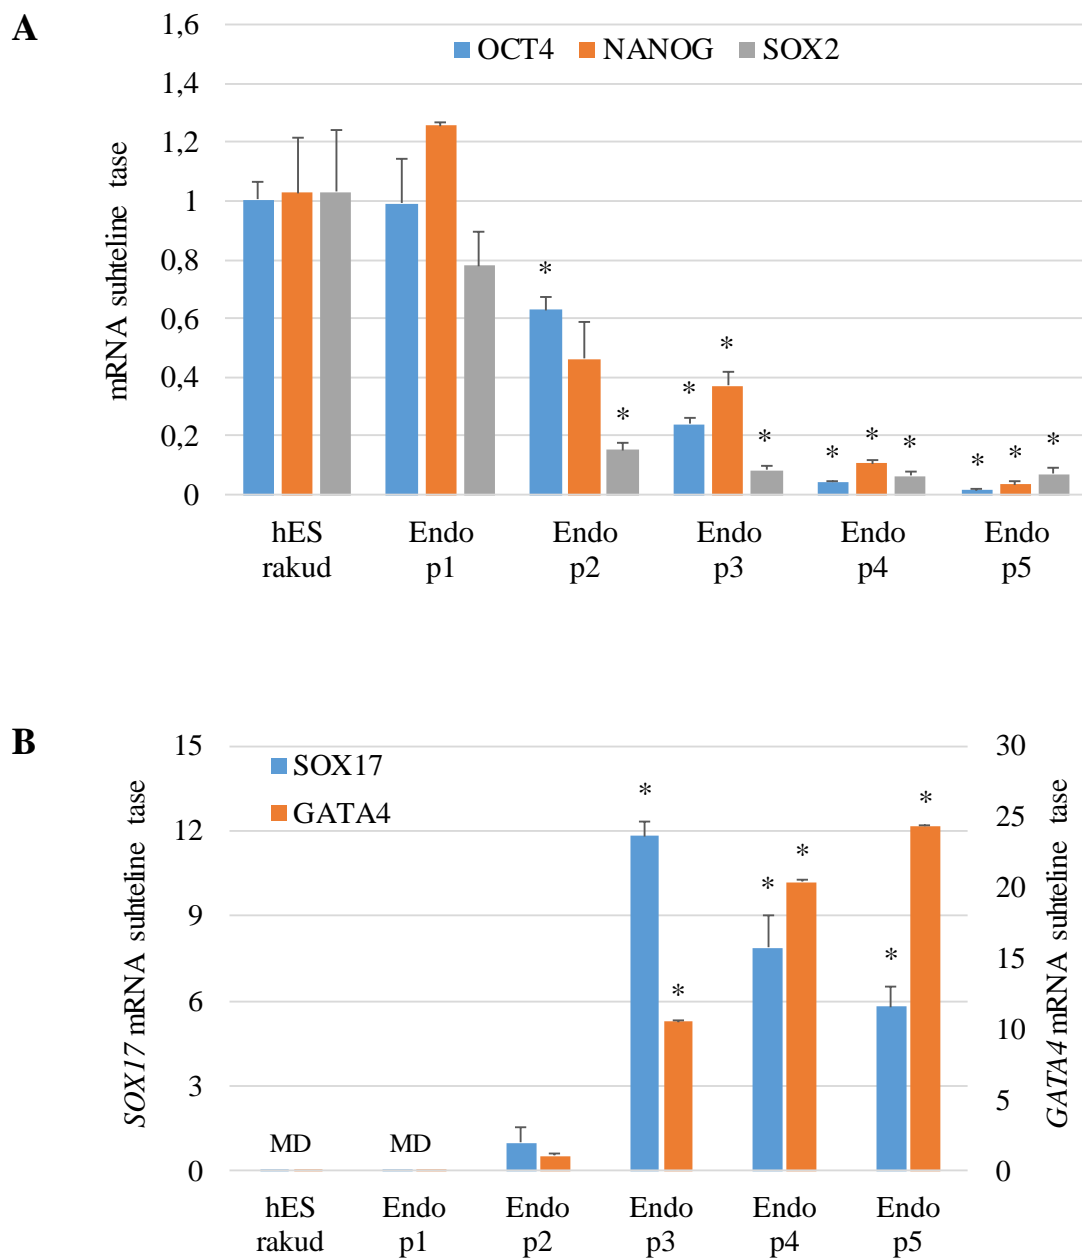 A
1,6
OCT4 NANOG SOX2
1,4
1,2
1
0,8
0,6
0,4
0,2
0
mRNA suhteline tase
*
*
*
*
*
*
*
*
*
*
*
hES rakud
Endo p1
Endo p2
Endo p3
Endo p4
Endo p5
B
SOX17
GATA4
15
12
9
6
3
0
SOX17 mRNA suhteline tase
30
25
20
15
10
5
0
GATA4 mRNA suhteline tase
MD
MD
*
*
*
*
*
*
hES rakud
Endo p1
Endo p2
Endo p3
Endo p4
Endo p5